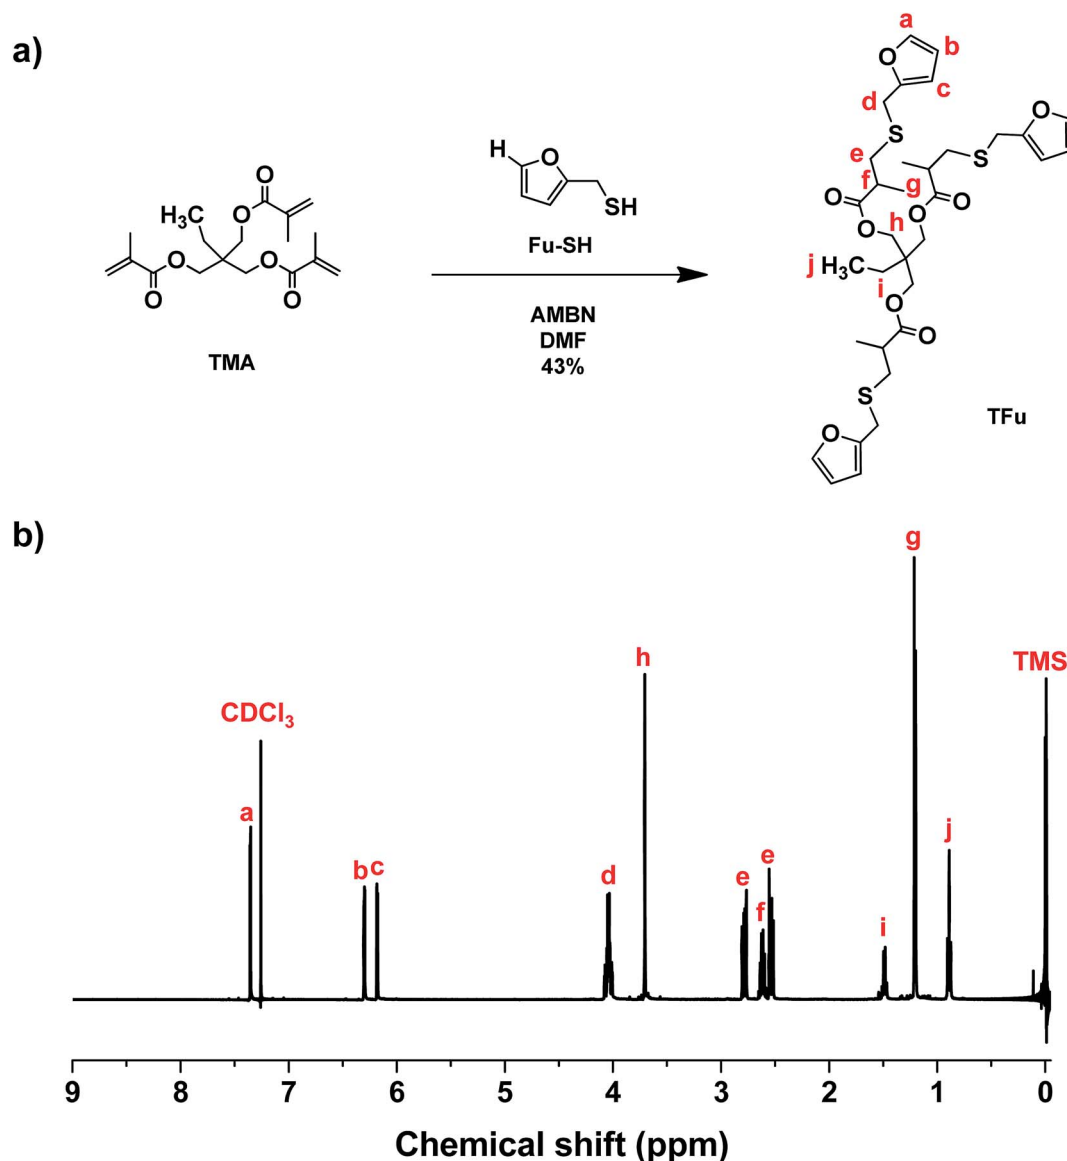 a)
a
b
c
d
O
S
e
f
g
O
O
h
j H3C
i
O
O
S
O
O
O
S
O
O
H3C
O
O
O
O
O
TMA
H
O
SH
Fu-SH
AMBN
DMF
43%
TFu
b)
g
h
TMS
CDCl3
a
b
c
d
e
f
e
i
j
9 8 7 6 5 4 3 2 1 0
Chemical shift (ppm)